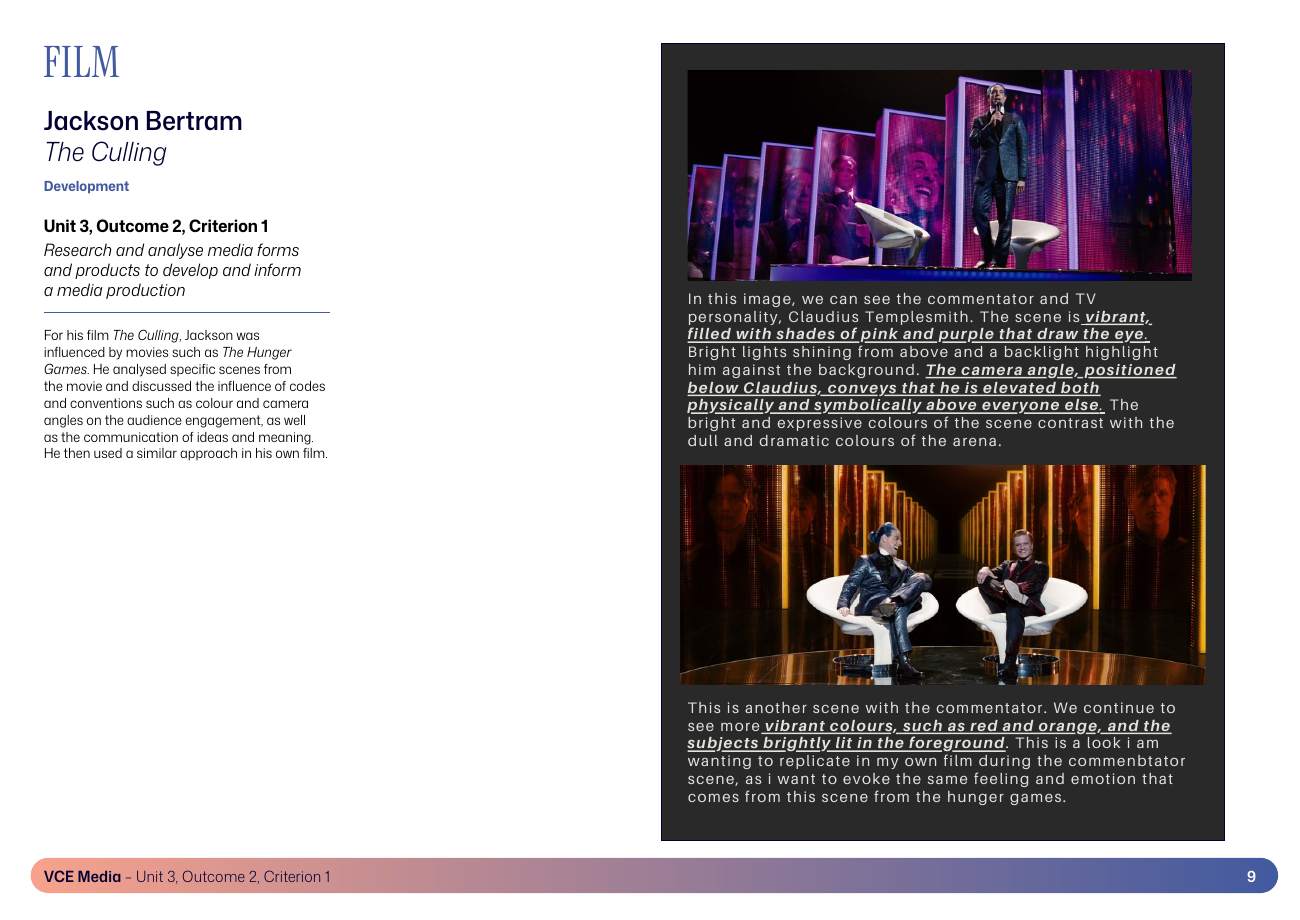 FILM
Jackson Bertram
The Culling
Development
Unit 3, Outcome 2, Criterion 1
Research and analyse media forms
and products to develop and inform
a media production
For his film The Culling, Jackson was
influenced by movies such as The Hunger
Games. He analysed specific scenes from
the movie and discussed the influence of codes
and conventions such as colour and camera
angles on the audience engagement, as well
as the communication of ideas and meaning.
He then used a similar approach in his own film.
In this image, we can see the commentator and TV
personality, Claudius Templesmith. The scene is vibrant,
filled with shades of pink and purple that draw the eye.
Bright lights shining from above and a backlight highlight
him against the background. The camera angle, positioned
below Claudius, conveys that he is elevated both
physically and symbolically above everyone else. The
bright and expressive colours of the scene contrast with the
dull and dramatic colours of the arena.
This is another scene with the commentator. We continue to
see more vibrant colours, such as red and orange, and the
subjects brightly lit in the foreground. This is a look i am
wanting to replicate in my own film during the commenbtator
scene, as i want to evoke the same feeling and emotion that
comes from this scene from the hunger games.
VCE Media – Unit 3, Outcome 2, Criterion 1
9